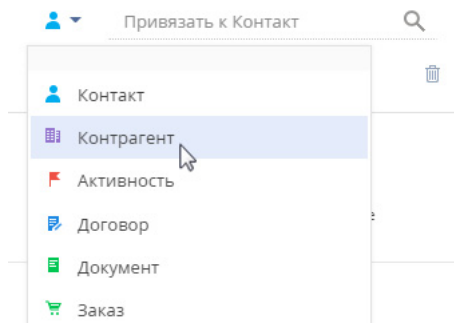 Привязать к Контакт
Контакт
Контрагент
Активность
Договор
Документ
Заказ